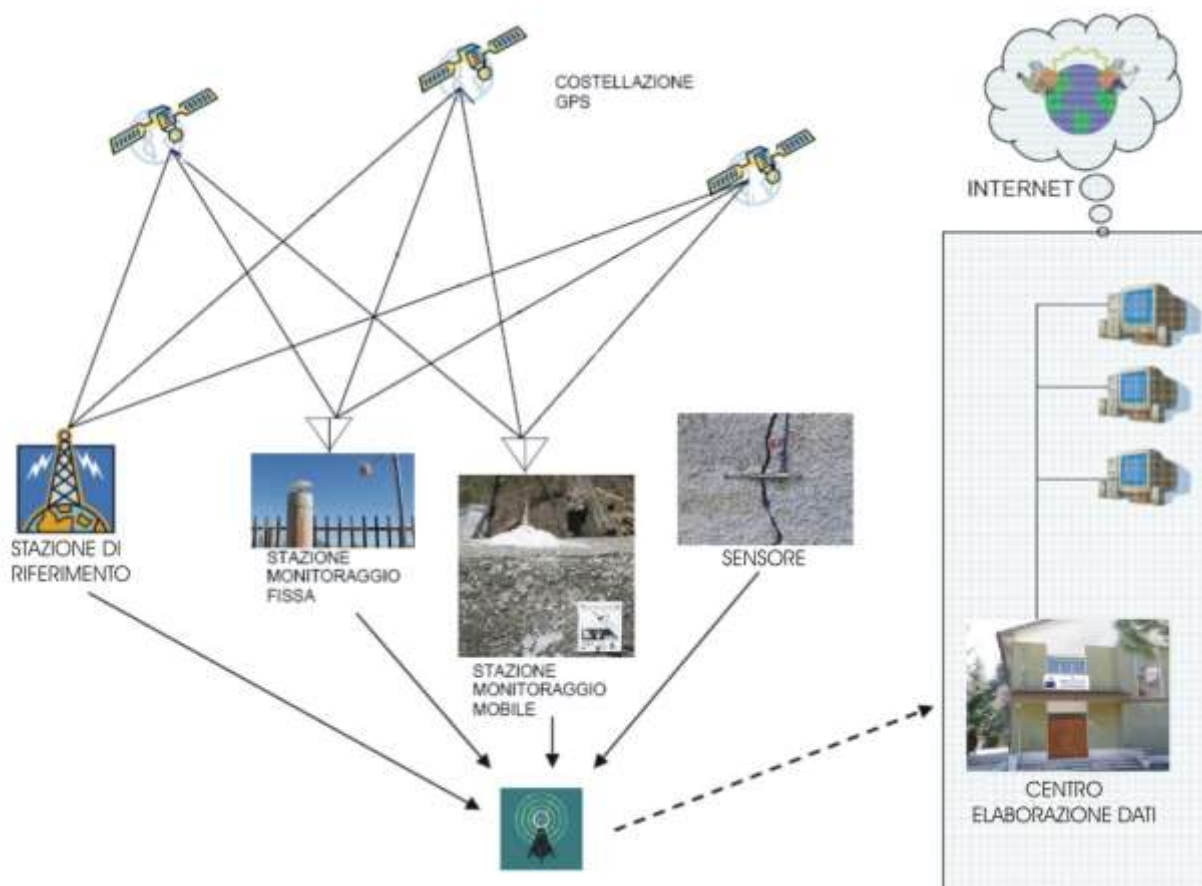 COSTELLAZIONE
GPS
INTERNET
STAZIONE DI
RIFERIMENTO
STAZIONE
MONITORAGGIO
FISSA
STAZIONE
MONITORAGGIO
MOBILE
SENSORE
CENTRO
ELABORAZIONE DATI